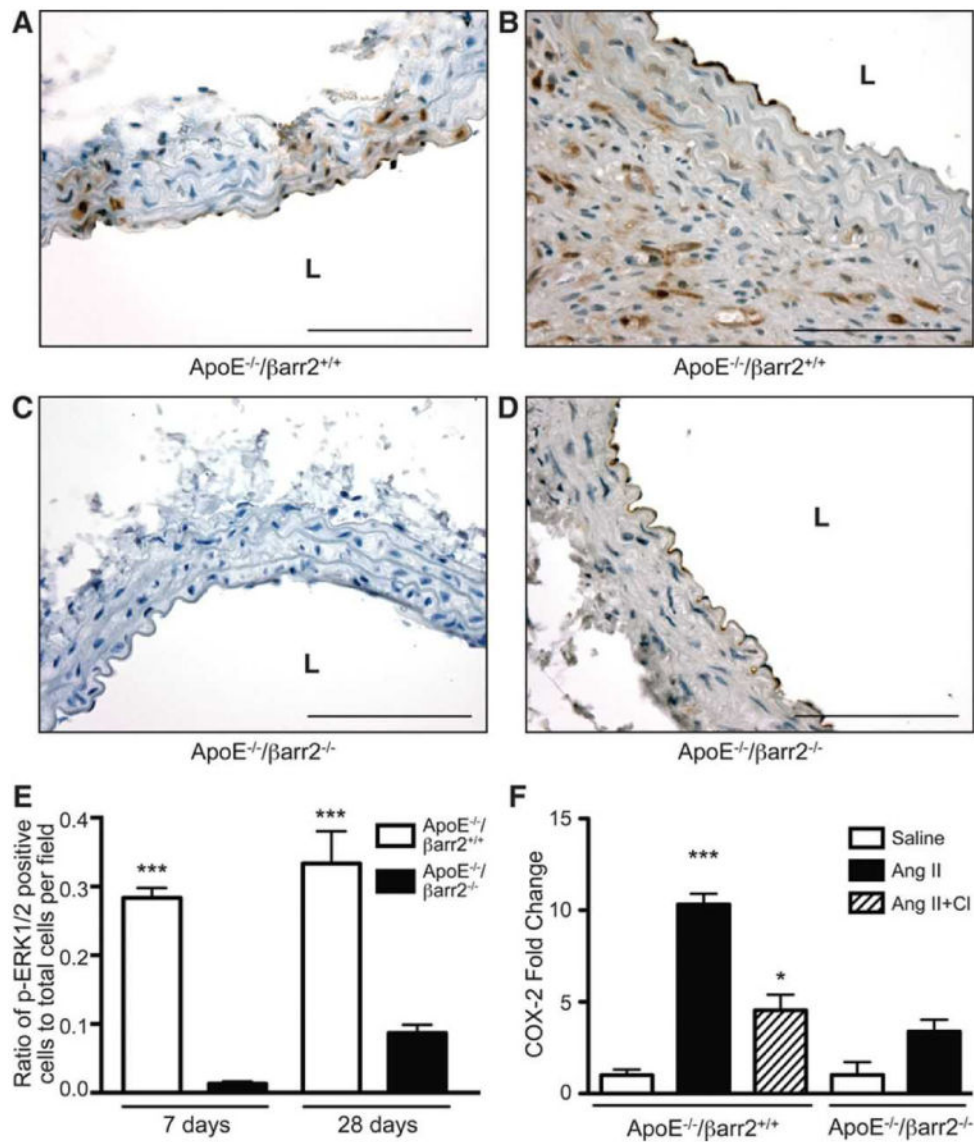 A
L
ApoE⁻/⁻/βarr2⁺/⁺
B
L
ApoE⁻/⁻/βarr2⁺/⁺
C
L
ApoE⁻/⁻/βarr2⁻/⁻
D
L
ApoE⁻/⁻/βarr2⁻/⁻
E
Ratio of p-ERK1/2 positive
cells to total cells per field
0.4
0.3
0.2
0.1
0.0
***
***
ApoE⁻/⁻/
βarr2⁺/⁺
ApoE⁻/⁻/
βarr2⁻/⁻
7 days
28 days
F
COX-2 Fold Change
15
10
5
0
***
*
Saline
Ang II
Ang II+CI
ApoE⁻/⁻/βarr2⁺/⁺
ApoE⁻/⁻/βarr2⁻/⁻